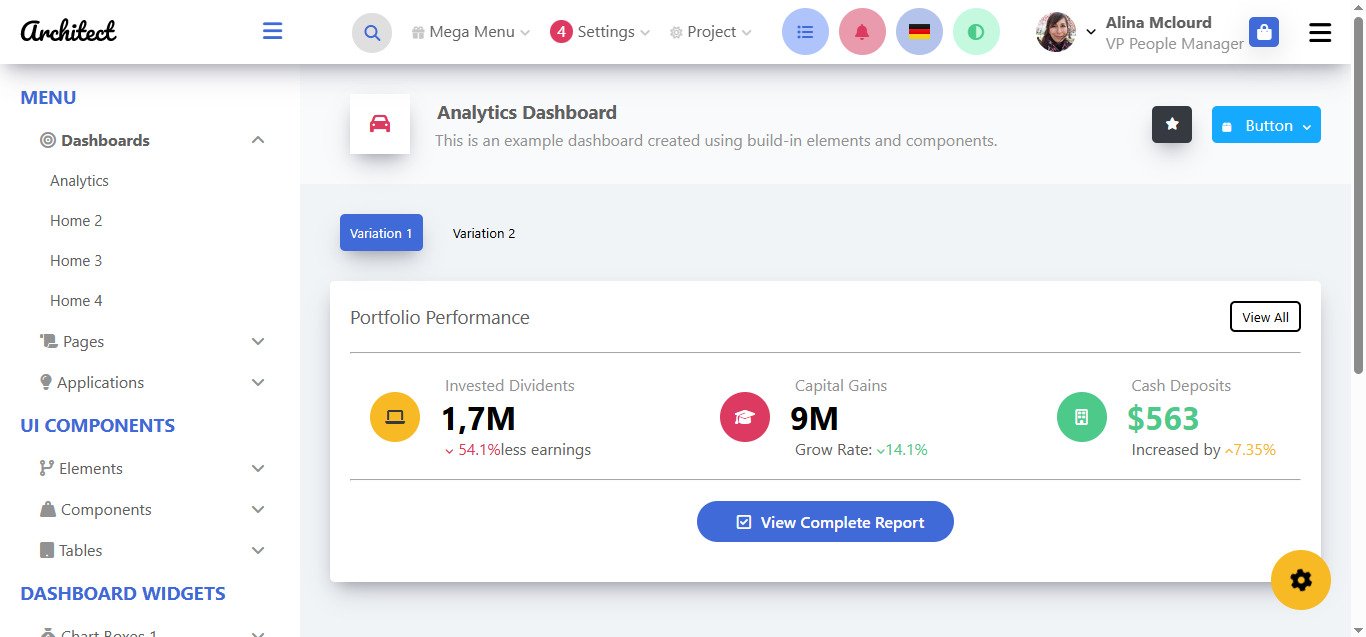 Architect
Mega Menu
4 Settings
Project
Alina Mclourd
VP People Manager
MENU
Dashboards
Analytics
Home 2
Home 3
Home 4
Pages
Applications
UI COMPONENTS
Elements
Components
Tables
DASHBOARD WIDGETS
Chart Boxes 1
Analytics Dashboard
This is an example dashboard created using build-in elements and components.
Button
Variation 1
Variation 2
Portfolio Performance
View All
Invested Dividents
1,7M
54.1%less earnings
Capital Gains
9M
Grow Rate: 14.1%
Cash Deposits
$563
Increased by 7.35%
View Complete Report